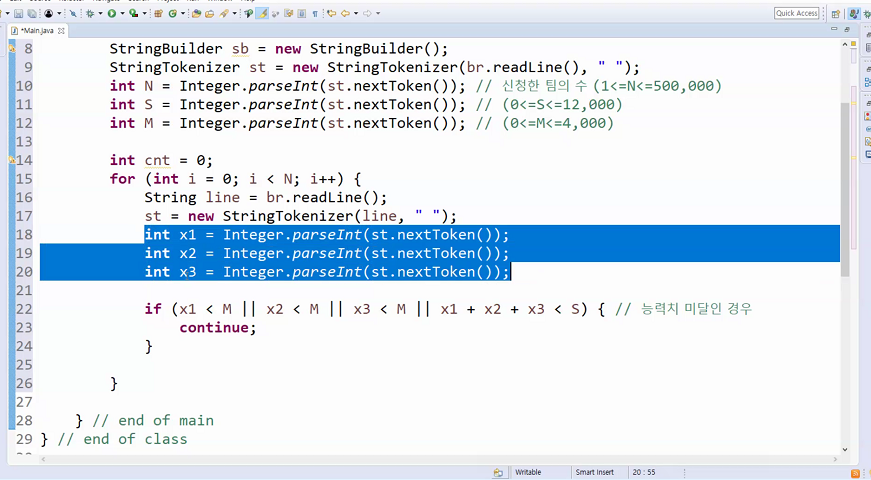 Quick Access
*Main.java
8 StringBuilder sb = new StringBuilder();
9 StringTokenizer st = new StringTokenizer(br.readLine(), " ");
10 int N = Integer.parseInt(st.nextToken()); // 신청한 팀의 수 (1<=N<=500,000)
11 int S = Integer.parseInt(st.nextToken()); // (0<=S<=12,000)
12 int M = Integer.parseInt(st.nextToken()); // (0<=M<=4,000)
13
14 int cnt = 0;
15 for (int i = 0; i < N; i++) {
16 String line = br.readLine();
17 st = new StringTokenizer(line, " ");
18 int x1 = Integer.parseInt(st.nextToken());
19 int x2 = Integer.parseInt(st.nextToken());
20 int x3 = Integer.parseInt(st.nextToken());
21
22 if (x1 < M || x2 < M || x3 < M || x1 + x2 + x3 < S) { // 능력치 미달인 경우
23 continue;
24 }
25
26 }
27
28 } // end of main
29 } // end of class
Writable Smart Insert 20 : 55